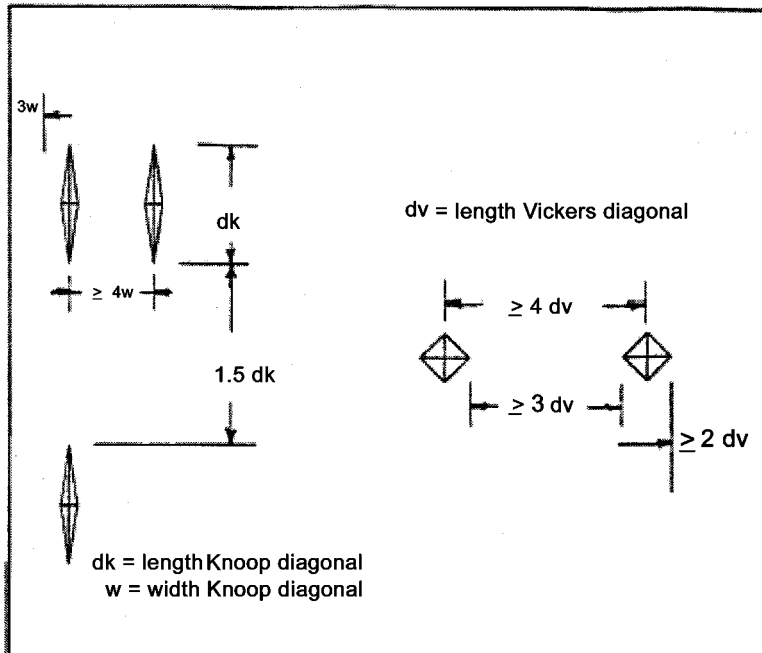 3w
dk
≥ 4w
1.5 dk
dk = length Knoop diagonal
w = width Knoop diagonal
dv = length Vickers diagonal
≥ 4 dv
≥ 3 dv
≥ 2 dv